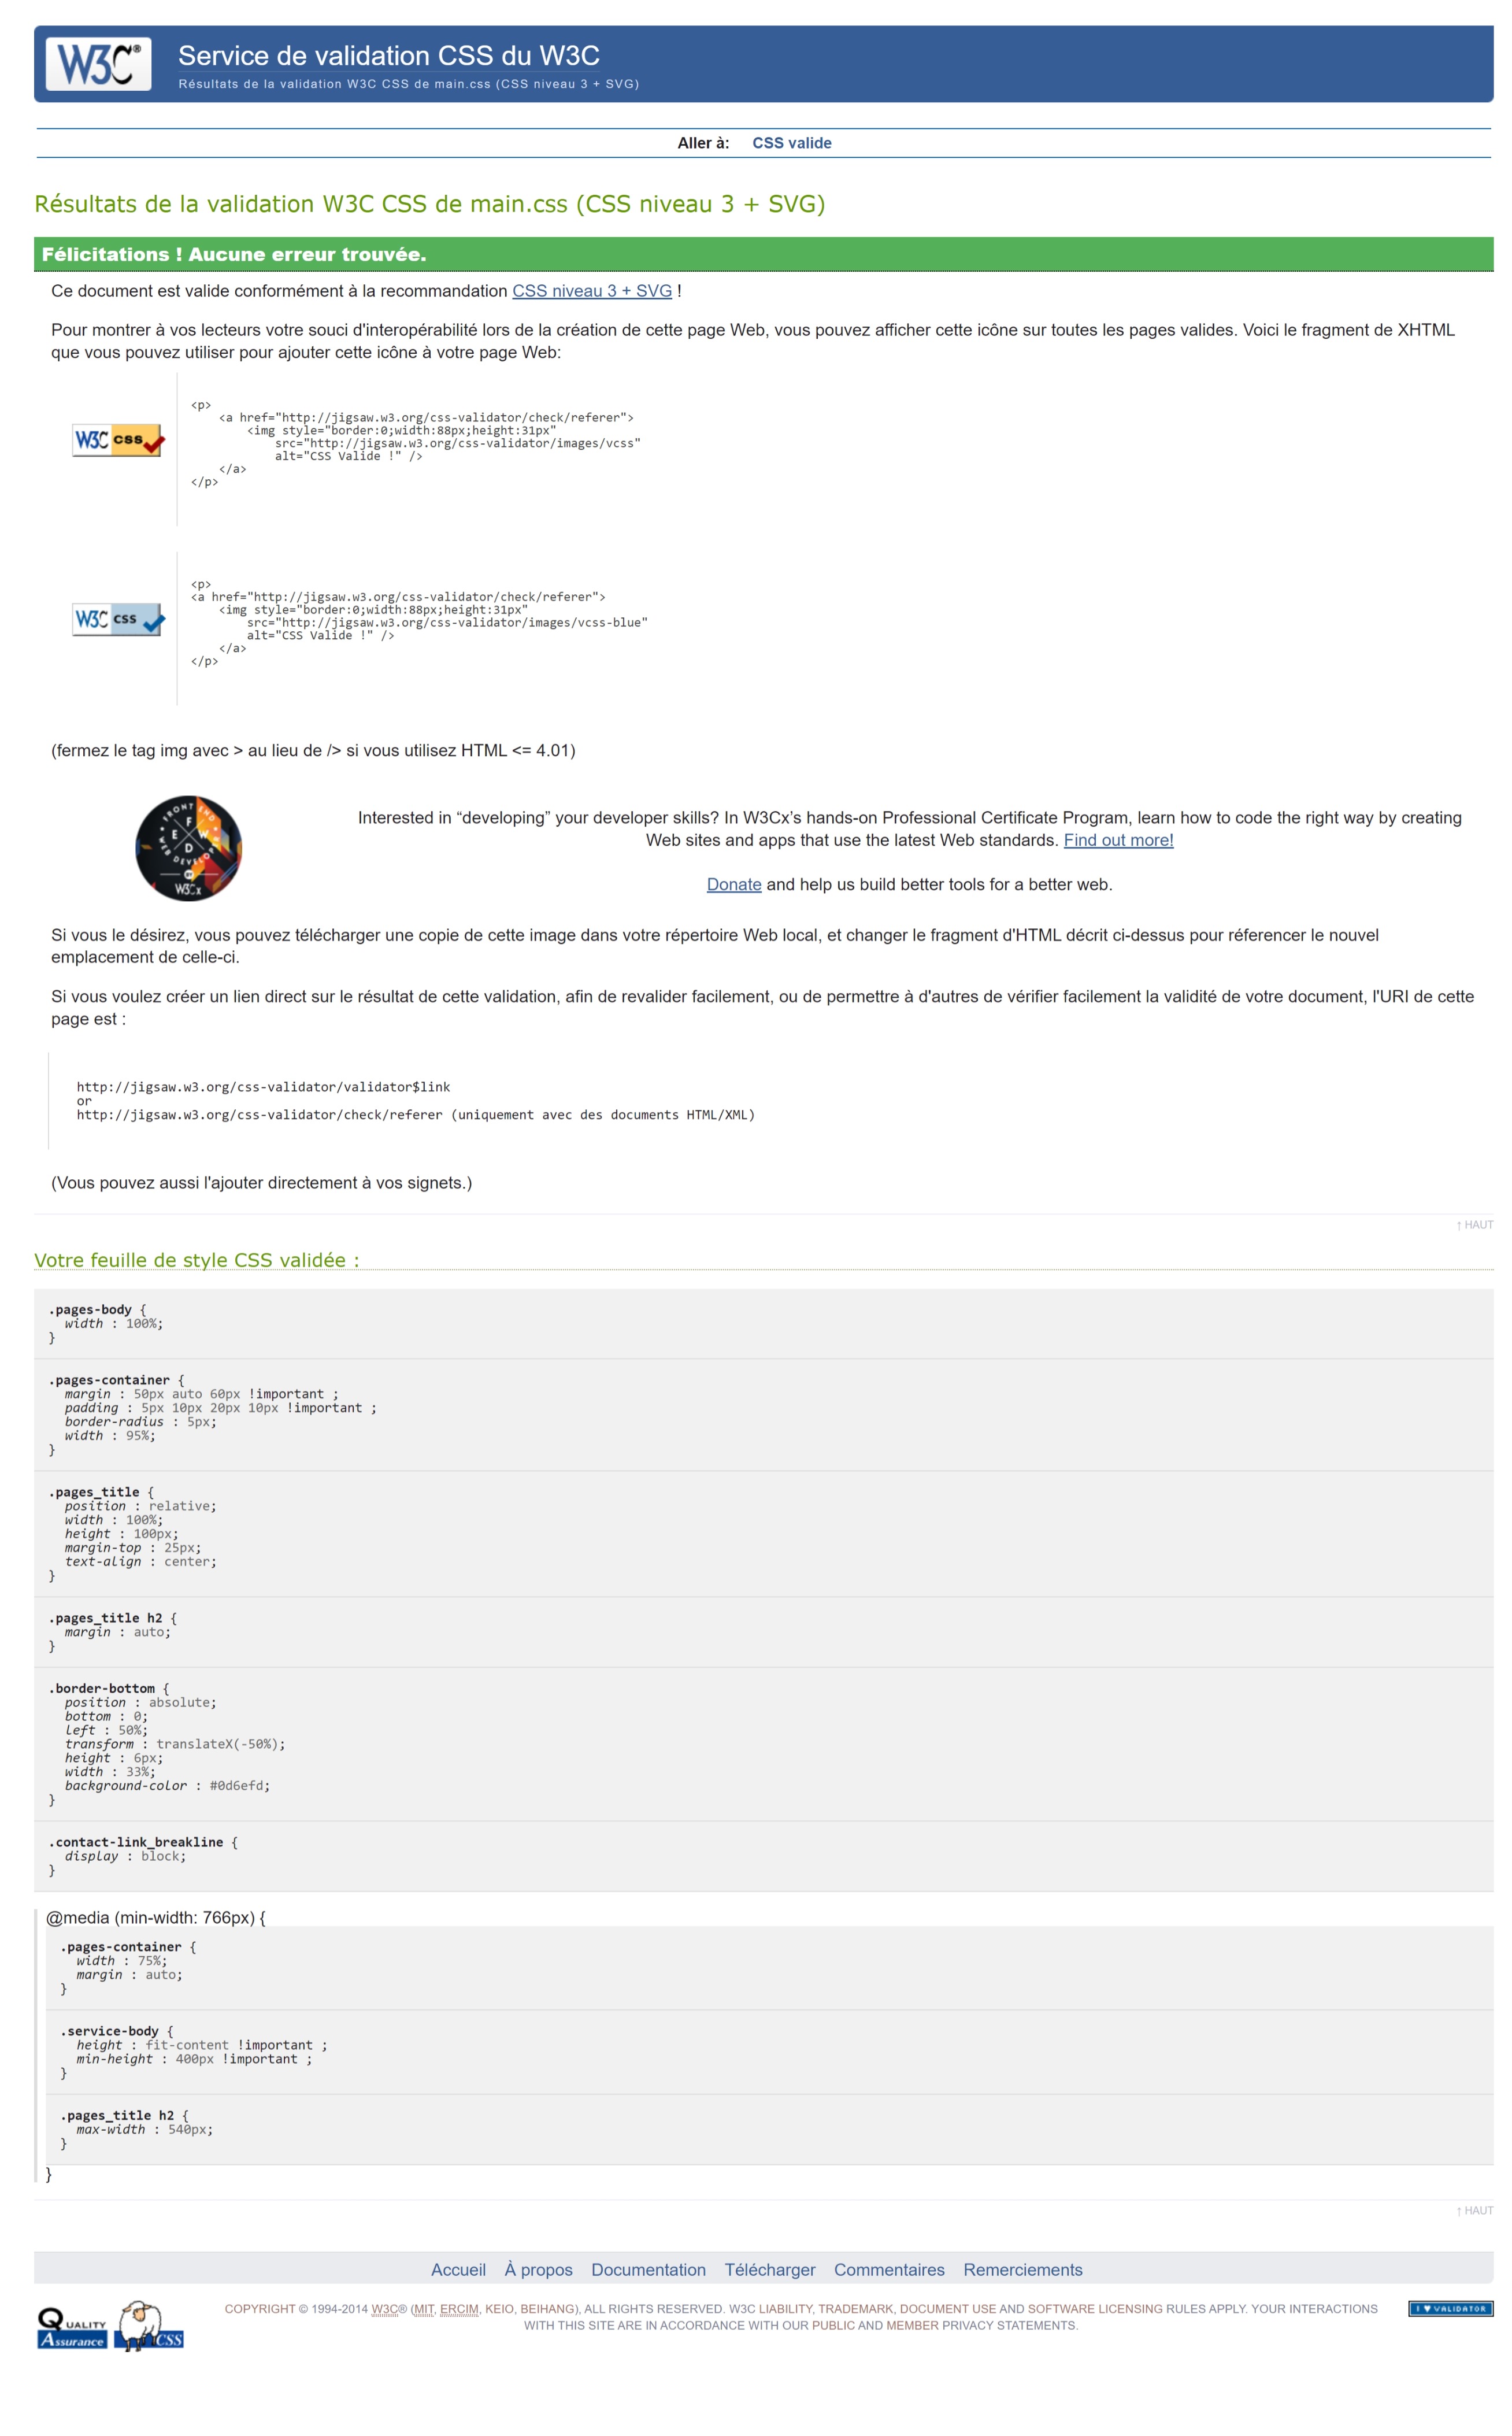 W3C®
Service de validation CSS du W3C
Résultats de la validation W3C CSS de main.css (CSS niveau 3 + SVG)
Aller à: CSS valide
Résultats de la validation W3C CSS de main.css (CSS niveau 3 + SVG)
Félicitations ! Aucune erreur trouvée.
Ce document est valide conformément à la recommandation CSS niveau 3 + SVG !
Pour montrer à vos lecteurs votre souci d'interopérabilité lors de la création de cette page Web, vous pouvez afficher cette icône sur toutes les pages valides. Voici le fragment de XHTML
que vous pouvez utiliser pour ajouter cette icône à votre page Web:
W3C css
<p>
    <a href="http://jigsaw.w3.org/css-validator/check/referer">
        <img style="border:0;width:88px;height:31px"
            src="http://jigsaw.w3.org/css-validator/images/vcss"
            alt="CSS Valide !" />
    </a>
</p>
W3C css
<p>
<a href="http://jigsaw.w3.org/css-validator/check/referer">
    <img style="border:0;width:88px;height:31px"
        src="http://jigsaw.w3.org/css-validator/images/vcss-blue"
        alt="CSS Valide !" />
    </a>
</p>
(fermez le tag img avec > au lieu de /> si vous utilisez HTML <= 4.01)
FRONT END
E F W D
WEB DEVELOP
W3Cx
Interested in “developing” your developer skills? In W3Cx’s hands-on Professional Certificate Program, learn how to code the right way by creating
Web sites and apps that use the latest Web standards. Find out more!
Donate and help us build better tools for a better web.
Si vous le désirez, vous pouvez télécharger une copie de cette image dans votre répertoire Web local, et changer le fragment d'HTML décrit ci-dessus pour réferencer le nouvel
emplacement de celle-ci.
Si vous voulez créer un lien direct sur le résultat de cette validation, afin de revalider facilement, ou de permettre à d'autres de vérifier facilement la validité de votre document, l'URI de cette
page est :
http://jigsaw.w3.org/css-validator/validator$link
or
http://jigsaw.w3.org/css-validator/check/referer (uniquement avec des documents HTML/XML)
(Vous pouvez aussi l'ajouter directement à vos signets.)
↑ HAUT
Votre feuille de style CSS validée :
.pages-body {
  width : 100%;
}
.pages-container {
  margin : 50px auto 60px !important ;
  padding : 5px 10px 20px 10px !important ;
  border-radius : 5px;
  width : 95%;
}
.pages_title {
  position : relative;
  width : 100%;
  height : 100px;
  margin-top : 25px;
  text-align : center;
}
.pages_title h2 {
  margin : auto;
}
.border-bottom {
  position : absolute;
  bottom : 0;
  left : 50%;
  transform : translateX(-50%);
  height : 6px;
  width : 33%;
  background-color : #0d6efd;
}
.contact-link_breakline {
  display : block;
}
@media (min-width: 766px) {
.pages-container {
  width : 75%;
  margin : auto;
}
.service-body {
  height : fit-content !important ;
  min-height : 400px !important ;
}
.pages_title h2 {
  max-width : 540px;
}
}
↑ HAUT
Accueil À propos Documentation Télécharger Commentaires Remerciements
QUALITY
Assurance
CSS
COPYRIGHT © 1994-2014 W3C® (MIT, ERCIM, KEIO, BEIHANG), ALL RIGHTS RESERVED. W3C LIABILITY, TRADEMARK, DOCUMENT USE AND SOFTWARE LICENSING RULES APPLY. YOUR INTERACTIONS
WITH THIS SITE ARE IN ACCORDANCE WITH OUR PUBLIC AND MEMBER PRIVACY STATEMENTS.
I ♥ VALIDATOR